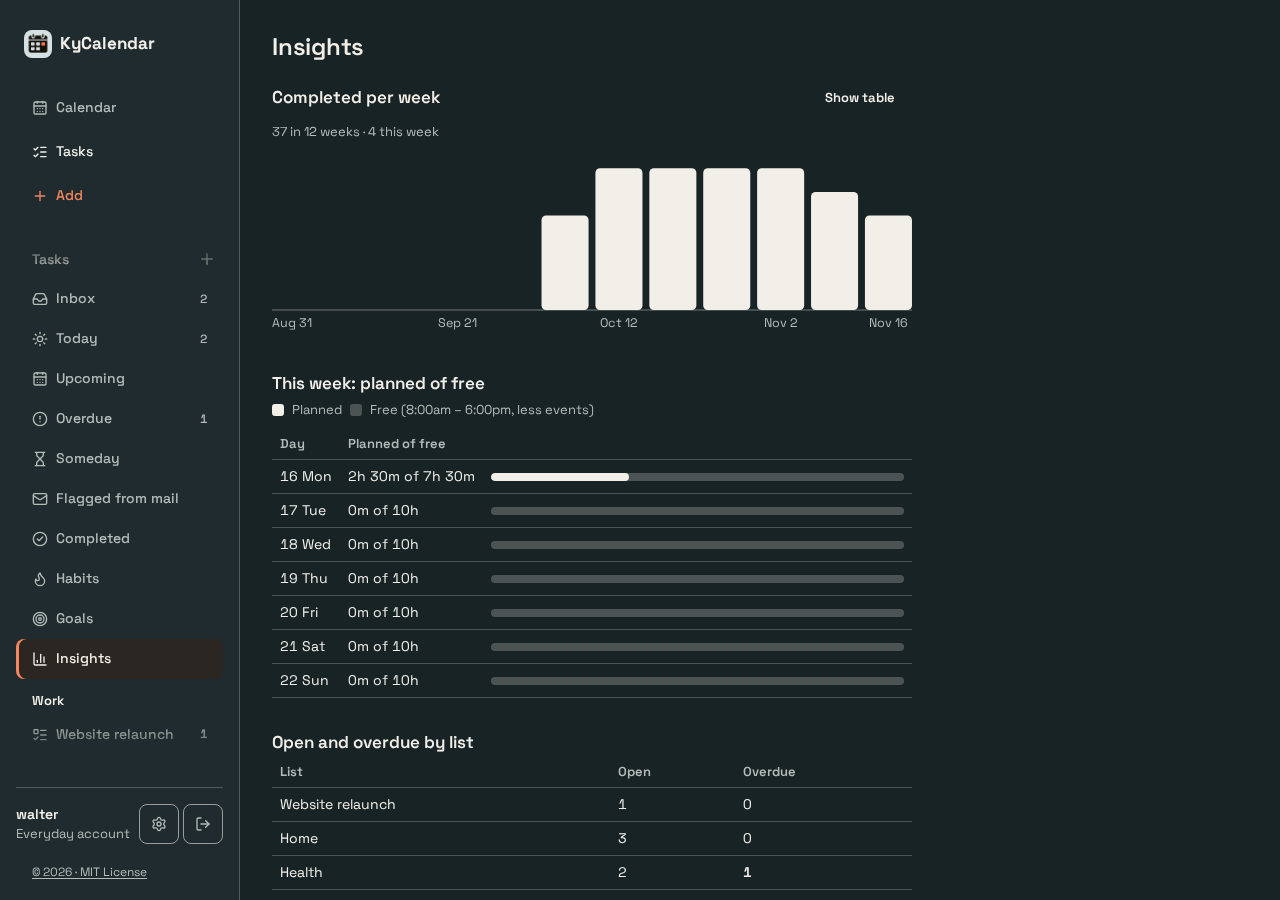 KyCalendar
Calendar
Tasks
Add
Tasks
Inbox 2
Today 2
Upcoming
Overdue 1
Someday
Flagged from mail
Completed
Habits
Goals
Insights
Work
Website relaunch 1
walter
Everyday account
© 2026 · MIT License
Insights
Completed per week Show table
37 in 12 weeks · 4 this week
Aug 31 Sep 21 Oct 12 Nov 2 Nov 16
This week: planned of free
Planned Free (8:00am – 6:00pm, less events)
Day Planned of free
16 Mon 2h 30m of 7h 30m
17 Tue 0m of 10h
18 Wed 0m of 10h
19 Thu 0m of 10h
20 Fri 0m of 10h
21 Sat 0m of 10h
22 Sun 0m of 10h
Open and overdue by list
List Open Overdue
Website relaunch 1 0
Home 3 0
Health 2 1